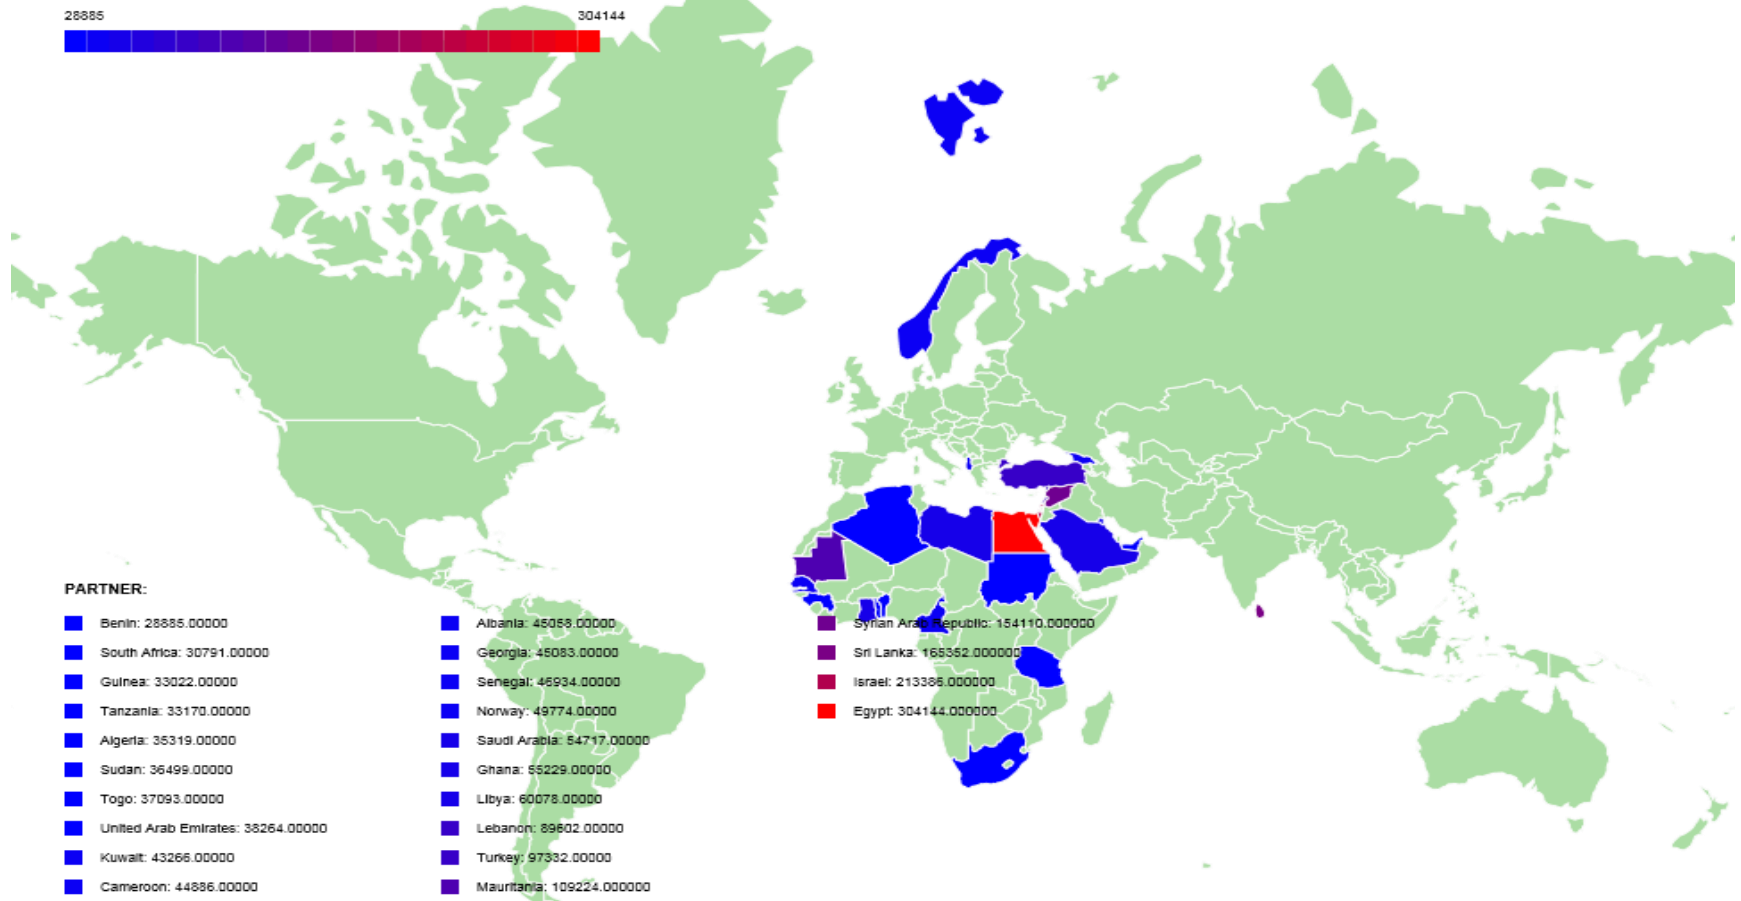 28885 304144
PARTNER:
Benin: 28885.00000
South Africa: 30791.00000
Guinea: 33022.00000
Tanzania: 33170.00000
Algeria: 35319.00000
Sudan: 36499.00000
Togo: 37093.00000
United Arab Emirates: 38264.00000
Kuwait: 43266.00000
Cameroon: 44886.00000
Albania: 45058.00000
Georgia: 45083.00000
Senegal: 46934.00000
Norway: 49774.00000
Saudi Arabia: 54717.00000
Ghana: 55229.00000
Libya: 60078.00000
Lebanon: 89602.00000
Turkey: 97332.00000
Mauritania: 109224.000000
Syrian Arab Republic: 154110.000000
Sri Lanka: 165352.000000
Israel: 213386.000000
Egypt: 304144.000000